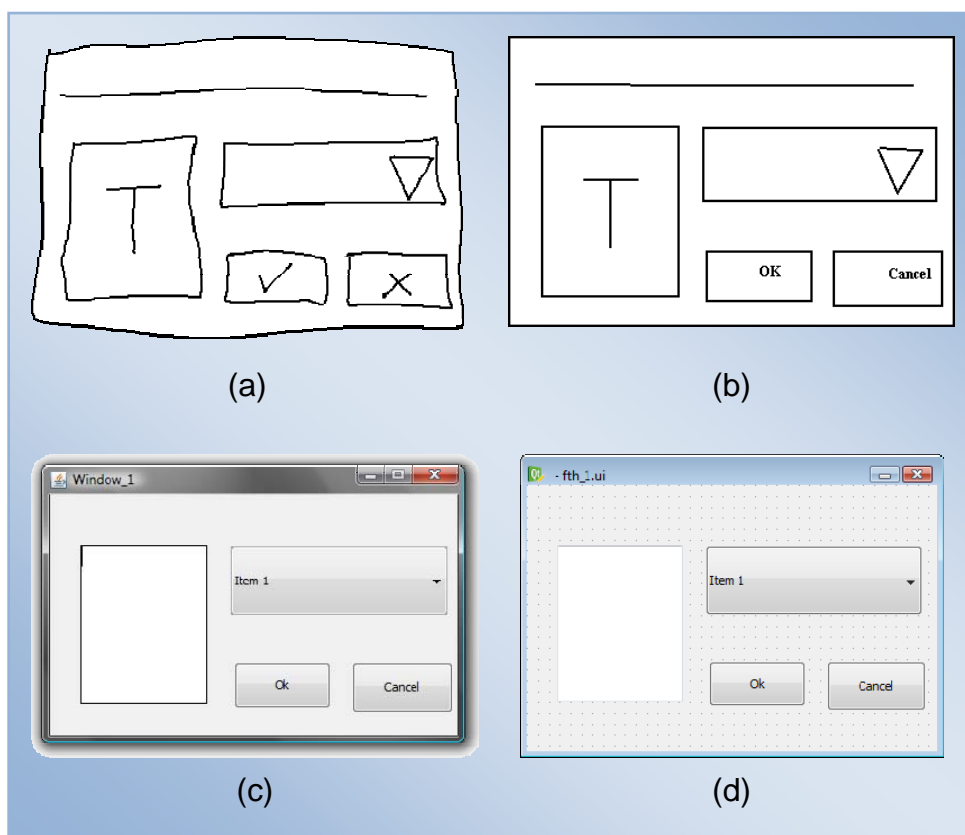 T
T
OK
Cancel
(a)
(b)
Window_1
- fth_1.ui
Item 1
Item 1
Ok
Cancel
Ok
Cancel
(c)
(d)